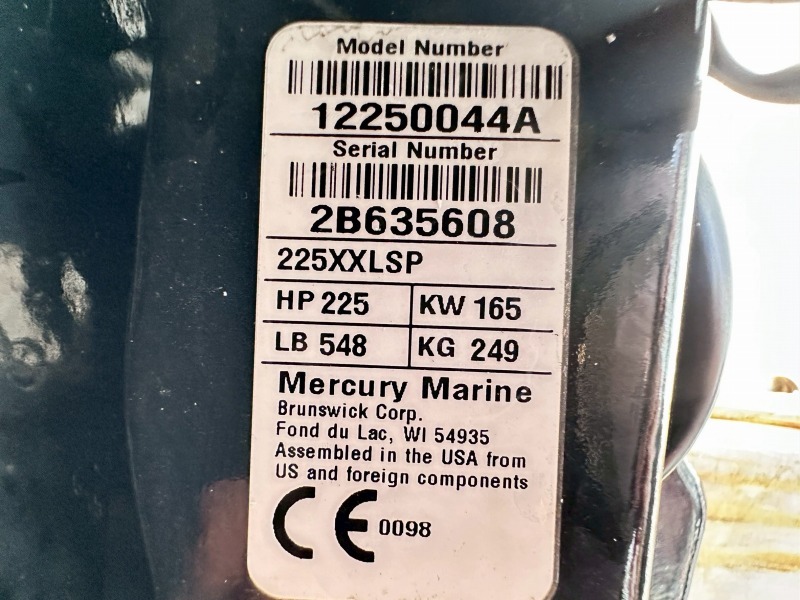 Model Number
12250044A
Serial Number
2B635608
225XXLSP
HP 225 KW 165
LB 548 KG 249
Mercury Marine
Brunswick Corp.
Fond du Lac, WI 54935
Assembled in the USA from
US and foreign components
CE 0098